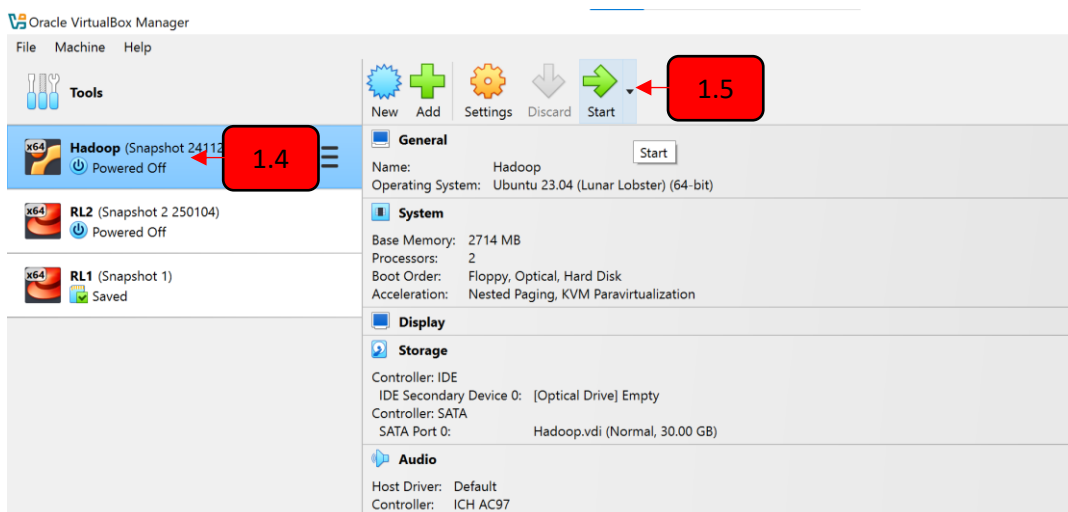 Oracle VirtualBox Manager
File Machine Help
Tools
New Add Settings Discard Start
1.5
Hadoop (Snapshot 24112
Powered Off
1.4
RL2 (Snapshot 2 250104)
Powered Off
RL1 (Snapshot 1)
Saved
General
Start
Name: Hadoop
Operating System: Ubuntu 23.04 (Lunar Lobster) (64-bit)
System
Base Memory: 2714 MB
Processors: 2
Boot Order: Floppy, Optical, Hard Disk
Acceleration: Nested Paging, KVM Paravirtualization
Display
Storage
Controller: IDE
IDE Secondary Device 0: [Optical Drive] Empty
Controller: SATA
SATA Port 0: Hadoop.vdi (Normal, 30.00 GB)
Audio
Host Driver: Default
Controller: ICH AC97
x64
x64
x64